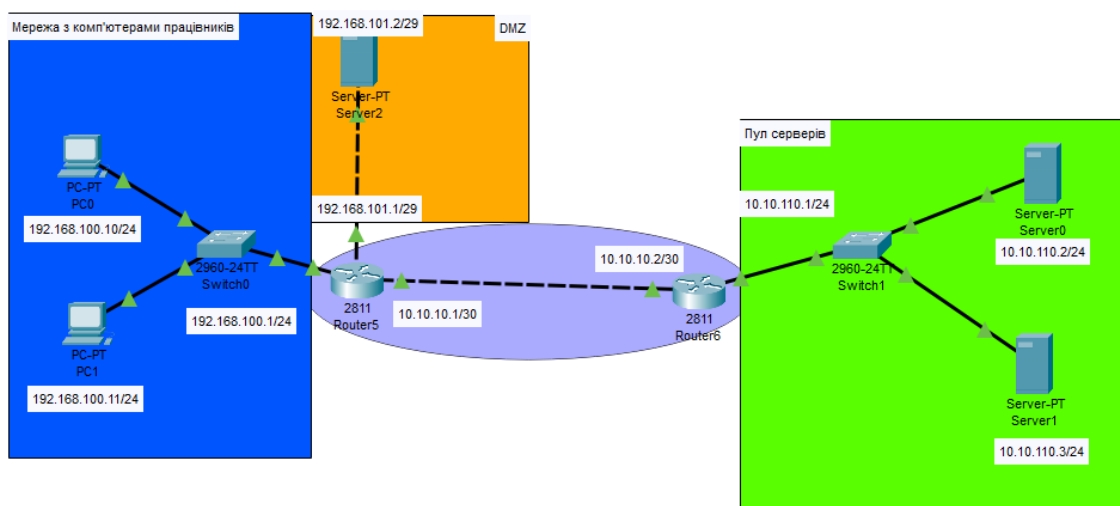 Мережа з комп'ютерами працівників
192.168.101.2/29
DMZ
Server-PT
Server2
PC-PT
PC0
192.168.100.10/24
2960-24TT
Switch0
192.168.100.1/24
PC-PT
PC1
192.168.100.11/24
192.168.101.1/29
2811
Router5
10.10.10.1/30
10.10.10.2/30
2811
Router6
Пул серверів
10.10.110.1/24
2960-24TT
Switch1
Server-PT
Server0
10.10.110.2/24
Server-PT
Server1
10.10.110.3/24